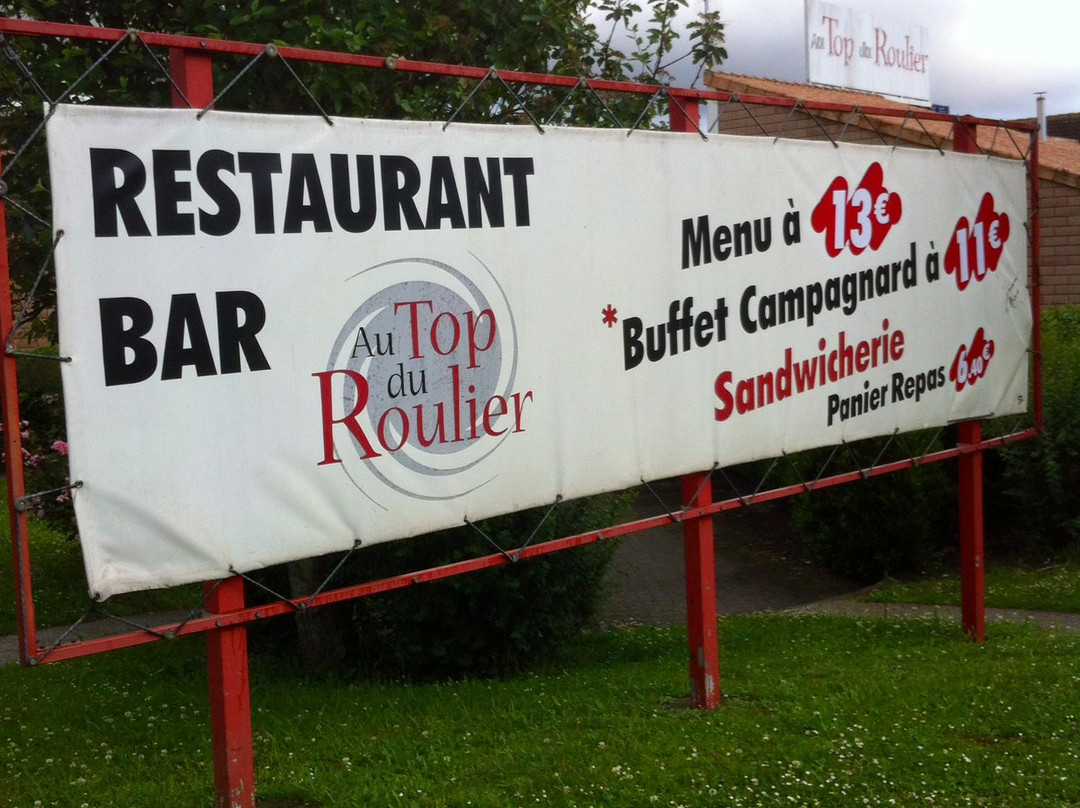 Au Top du Roulier
RESTAURANT
BAR
Au Top
du
Roulier
Menu à 13€
*Buffet Campagnard à 11€
Sandwicherie
Panier Repas 6.40€